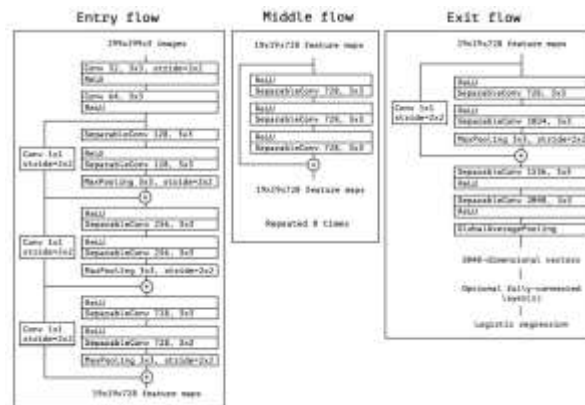 Entry flow
299x299x3 images
Conv 32, 3x3, stride=2x2
ReLU
Conv 64, 3x3
ReLU
SeparableConv 128, 3x3
Conv 1x1
stride=2x2
ReLU
SeparableConv 128, 3x3
MaxPooling 3x3, stride=2x2
+
ReLU
SeparableConv 256, 3x3
Conv 1x1
stride=2x2
ReLU
SeparableConv 256, 3x3
MaxPooling 3x3, stride=2x2
+
ReLU
SeparableConv 728, 3x3
Conv 1x1
stride=2x2
ReLU
SeparableConv 728, 3x3
MaxPooling 3x3, stride=2x2
+
19x19x728 feature maps
Middle flow
19x19x728 feature maps
ReLU
SeparableConv 728, 3x3
ReLU
SeparableConv 728, 3x3
ReLU
SeparableConv 728, 3x3
+
19x19x728 feature maps
Repeated 8 times
Exit flow
19x19x728 feature maps
ReLU
SeparableConv 728, 3x3
Conv 1x1
stride=2x2
ReLU
SeparableConv 1024, 3x3
MaxPooling 3x3, stride=2x2
+
SeparableConv 1536, 3x3
ReLU
SeparableConv 2048, 3x3
ReLU
GlobalAveragePooling
2048-dimensional vectors
Optional fully-connected
layer(s)
Logistic regression